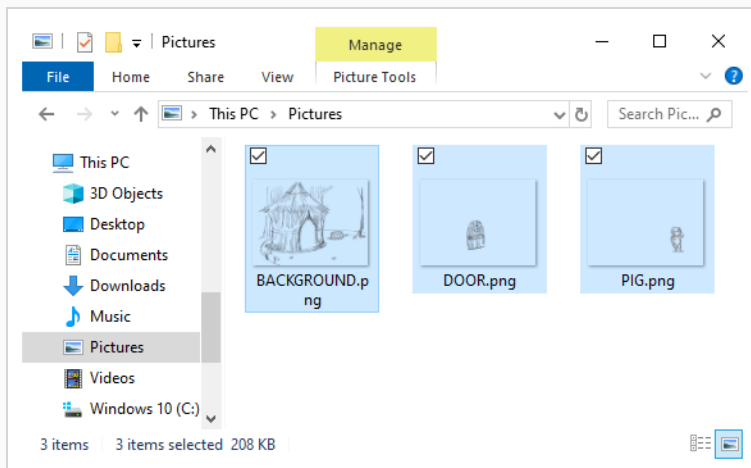 Pictures
Manage
File Home Share View Picture Tools
This PC Pictures
Search Pic...
This PC
3D Objects
Desktop
Documents
Downloads
Music
Pictures
Videos
Windows 10 (C:)
BACKGROUND.p
ng
DOOR.png
PIG.png
3 items 3 items selected 208 KB